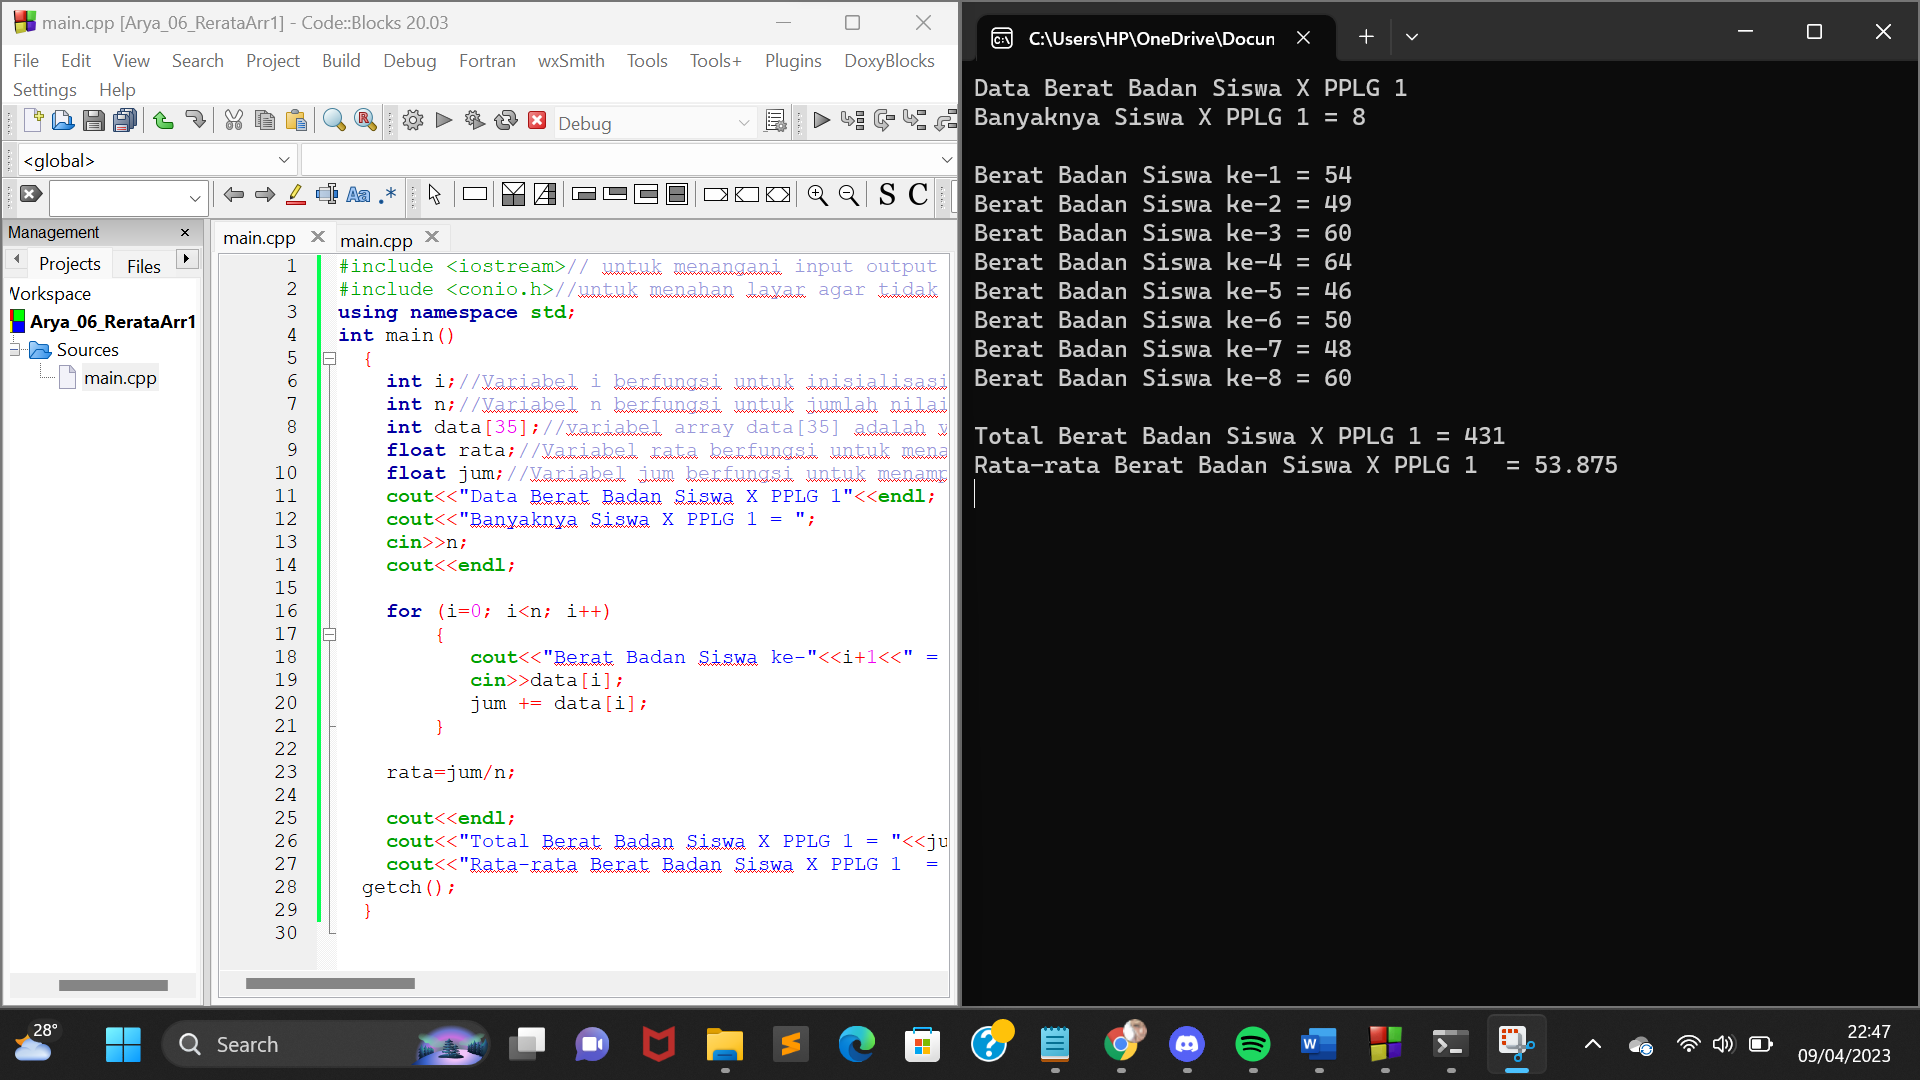 main.cpp [Arya_06_RerataArr1] - Code::Blocks 20.03
File Edit View Search Project Build Debug Fortran wxSmith Tools Tools+ Plugins DoxyBlocks
Settings Help
Debug
<global>
Aa .* S C
Management
Projects Files
Workspace
Arya_06_RerataArr1
Sources
main.cpp
main.cpp main.cpp
1 #include <iostream>// untuk menangani input output
2 #include <conio.h>//untuk menahan layar agar tidak
3 using namespace std;
4 int main()
5 {
6 int i;//Variabel i berfungsi untuk inisialisasi
7 int n;//Variabel n berfungsi untuk jumlah nilai
8 int data[35];//variabel array data[35] adalah
9 float rata;//Variabel rata berfungsi untuk mena
10 float jum;//Variabel jum berfungsi untuk menamp
11 cout<<"Data Berat Badan Siswa X PPLG 1"<<endl;
12 cout<<"Banyaknya Siswa X PPLG 1 = ";
13 cin>>n;
14 cout<<endl;
15
16 for (i=0; i<n; i++)
17 {
18 cout<<"Berat Badan Siswa ke-"<<i+1<<" =
19 cin>>data[i];
20 jum += data[i];
21 }
22
23 rata=jum/n;
24
25 cout<<endl;
26 cout<<"Total Berat Badan Siswa X PPLG 1 = "<<ju
27 cout<<"Rata-rata Berat Badan Siswa X PPLG 1  =
28 getch();
29 }
30
C:\Users\HP\OneDrive\Docun
Data Berat Badan Siswa X PPLG 1
Banyaknya Siswa X PPLG 1 = 8
Berat Badan Siswa ke-1 = 54
Berat Badan Siswa ke-2 = 49
Berat Badan Siswa ke-3 = 60
Berat Badan Siswa ke-4 = 64
Berat Badan Siswa ke-5 = 46
Berat Badan Siswa ke-6 = 50
Berat Badan Siswa ke-7 = 48
Berat Badan Siswa ke-8 = 60
Total Berat Badan Siswa X PPLG 1 = 431
Rata-rata Berat Badan Siswa X PPLG 1  = 53.875
28°
Search
22:47
09/04/2023